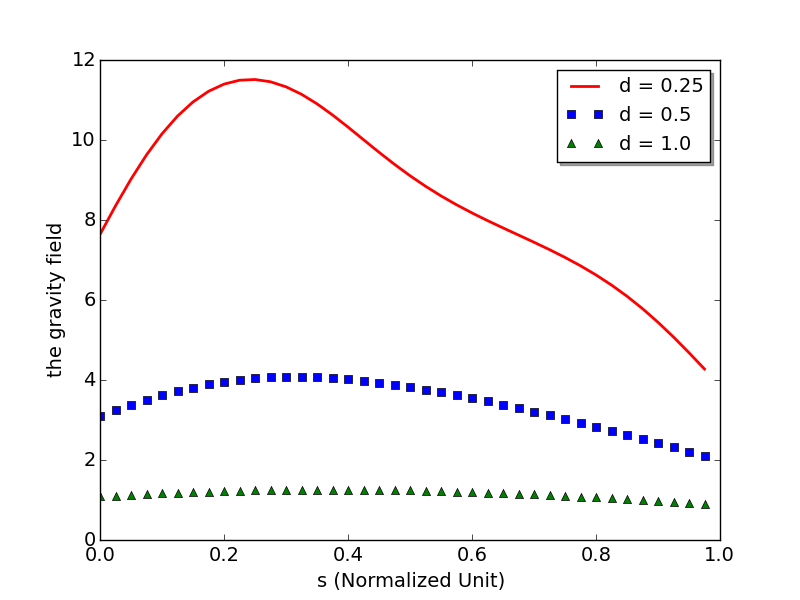 12
10
8
6
4
2
0
the gravity field
0.0 0.2 0.4 0.6 0.8 1.0
s (Normalized Unit)
d = 0.25
d = 0.5
d = 1.0